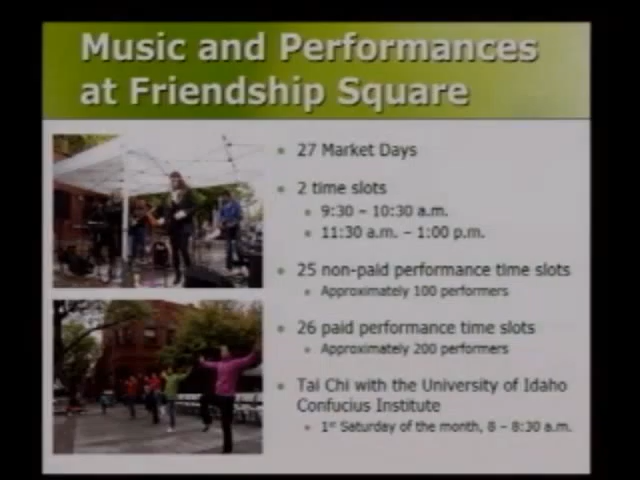 Music and Performances
at Friendship Square
27 Market Days
2 time slots
9:30 – 10:30 a.m.
11:30 a.m. – 1:00 p.m.
25 non-paid performance time slots
Approximately 100 performers
26 paid performance time slots
Approximately 200 performers
Tai Chi with the University of Idaho
Confucius Institute
1st Saturday of the month, 8 – 8:30 a.m.